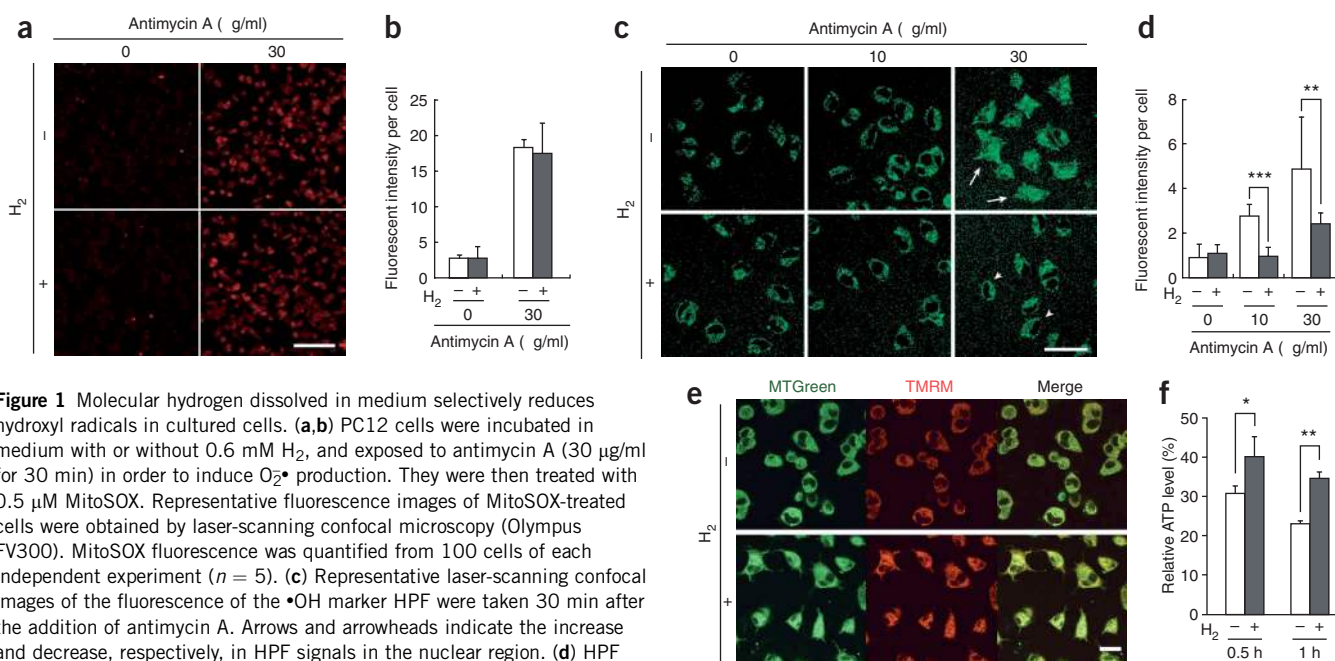 a
Antimycin A ( g/ml)
0 30
H2
–
+
b
Fluorescent intensity per cell
25
20
15
10
5
0
H2 – + – +
0 30
Antimycin A ( g/ml)
c
Antimycin A ( g/ml)
0 10 30
H2
–
+
d
Fluorescent intensity per cell
8
6
4
2
0
*** **
H2 – + – + – +
0 10 30
Antimycin A ( g/ml)
Figure 1 Molecular hydrogen dissolved in medium selectively reduces
hydroxyl radicals in cultured cells. (a,b) PC12 cells were incubated in
medium with or without 0.6 mM H2, and exposed to antimycin A (30 μg/ml
for 30 min) in order to induce O2−• production. They were then treated with
0.5 μM MitoSOX. Representative fluorescence images of MitoSOX-treated
cells were obtained by laser-scanning confocal microscopy (Olympus
FV300). MitoSOX fluorescence was quantified from 100 cells of each
independent experiment (n = 5). (c) Representative laser-scanning confocal
images of the fluorescence of the •OH marker HPF were taken 30 min after
the addition of antimycin A. Arrows and arrowheads indicate the increase
and decrease, respectively, in HPF signals in the nuclear region. (d) HPF
e
MTGreen TMRM Merge
H2
–
+
f
Relative ATP level (%)
50
40
30
20
10
0
* **
H2 – + – +
0.5 h 1 h